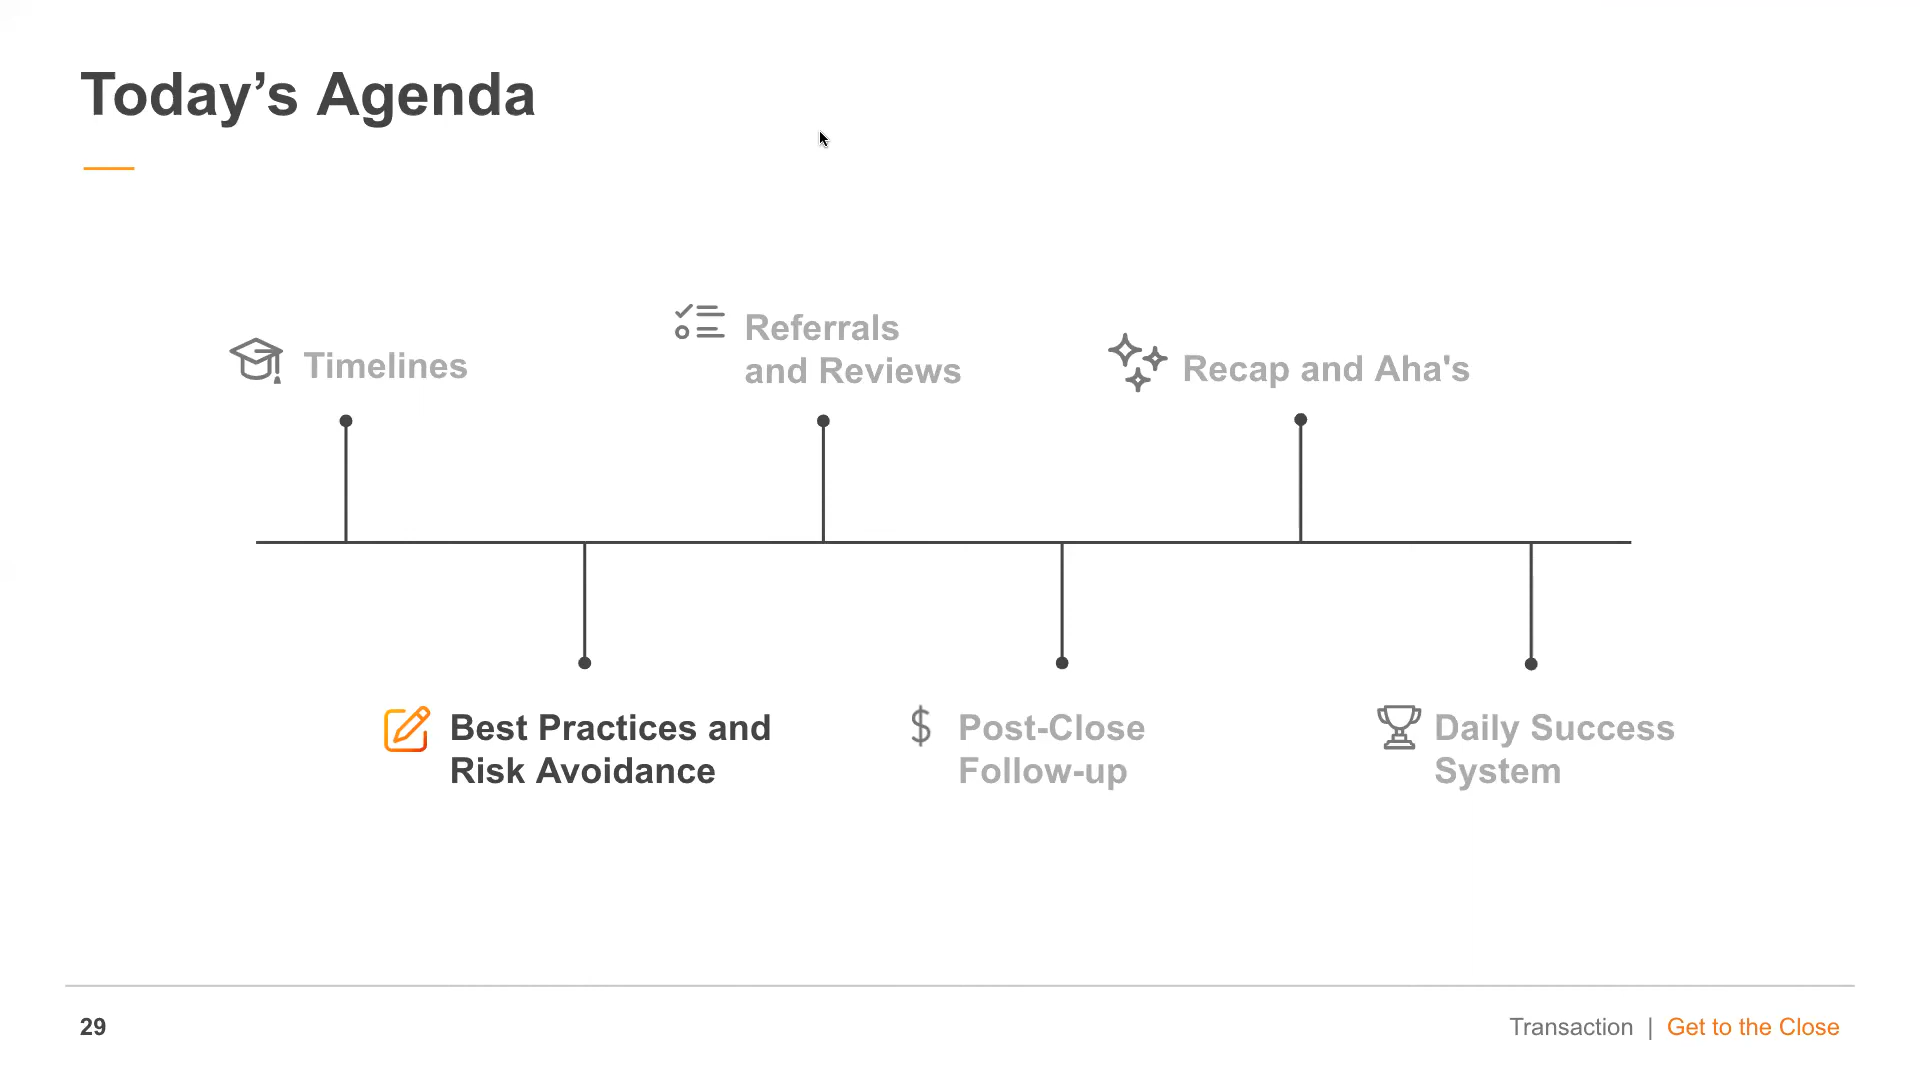 Today’s Agenda
Timelines
Referrals
and Reviews
Recap and Aha's
Best Practices and
Risk Avoidance
$ Post-Close
Follow-up
Daily Success
System
29
Transaction | Get to the Close